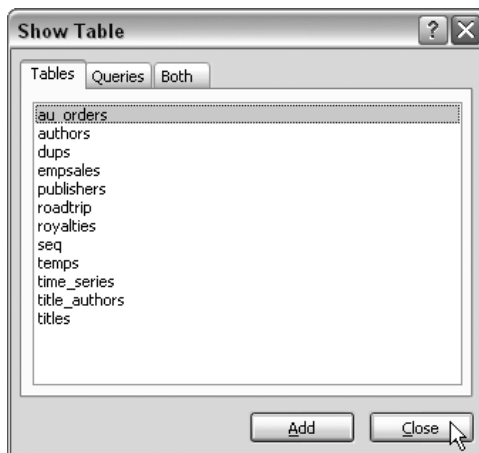 Show Table
?
Tables Queries Both
au_orders
authors
dups
empsales
publishers
roadtrip
royalties
seq
temps
time_series
title_authors
titles
Add Close